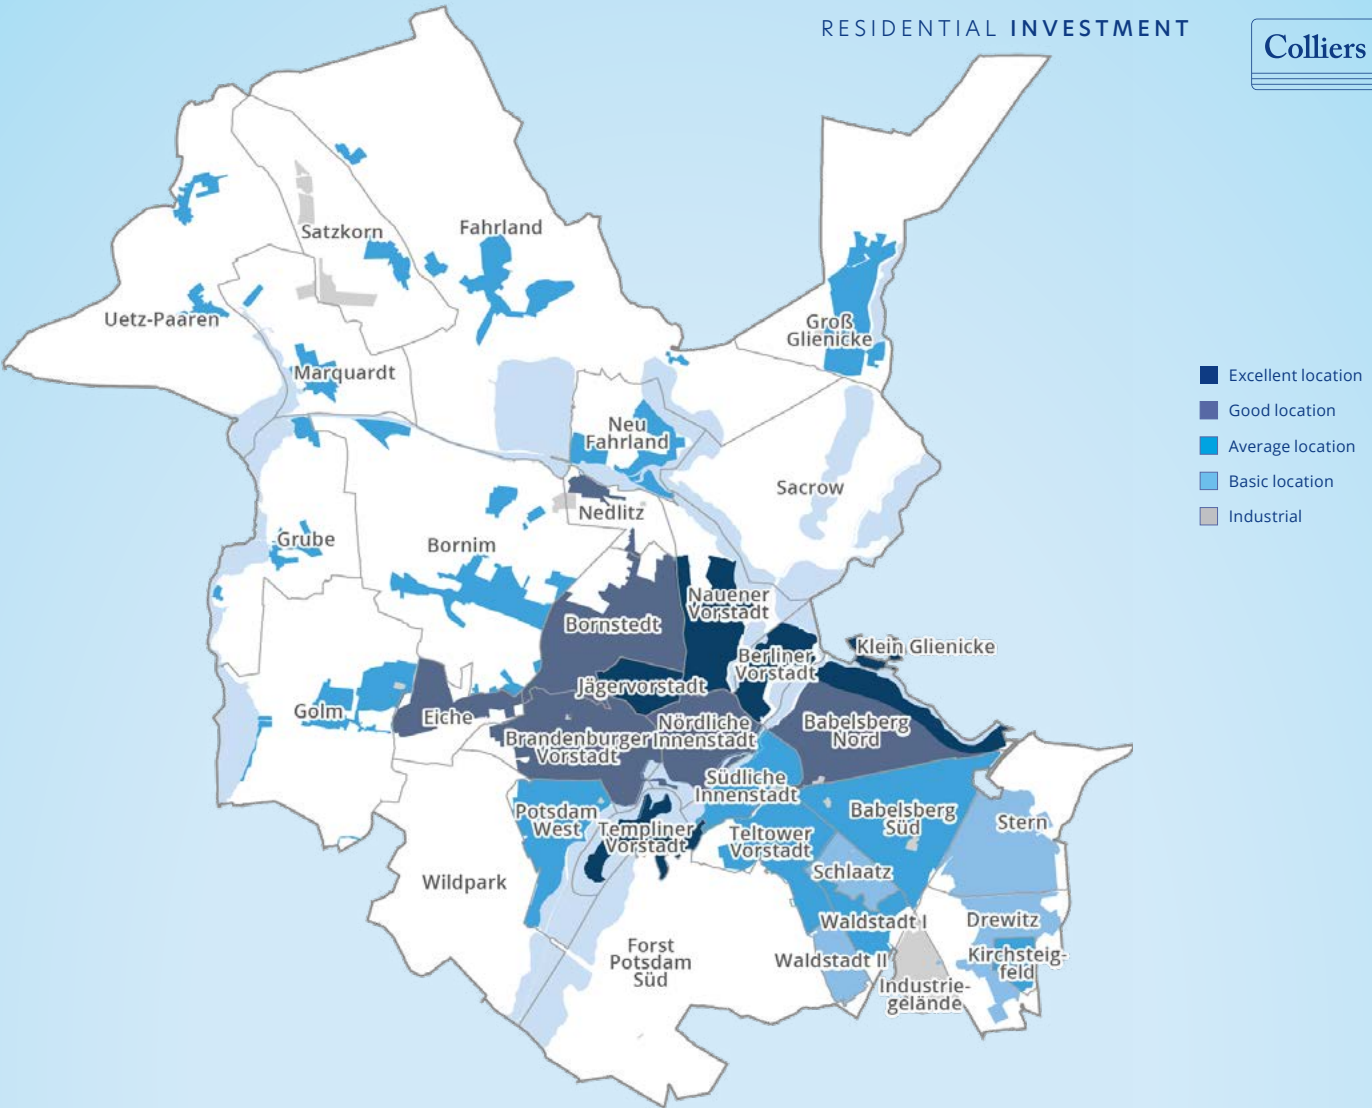 RESIDENTIAL INVESTMENT
Colliers
Satzkorn
Fahrland
Uetz-Paaren
Marquardt
Groß
Glienicke
Neu
Fahrland
Sacrow
Nedlitz
Grube
Bornim
Nauener
Vorstadt
Bornstedt
Klein Glienicke
Berliner
Vorstadt
Jägervorstadt
Golm
Eiche
Nördliche
Innenstadt
Babelsberg
Nord
Brandenburger
Vorstadt
Südliche
Innenstadt
Potsdam
West
Templiner
Vorstadt
Teltower
Vorstadt
Babelsberg
Süd
Stern
Schlaatz
Wildpark
Waldstadt I
Drewitz
Forst
Potsdam
Süd
Waldstadt II
Kirchsteig-
feld
Industrie-
gelände
Excellent location
Good location
Average location
Basic location
Industrial